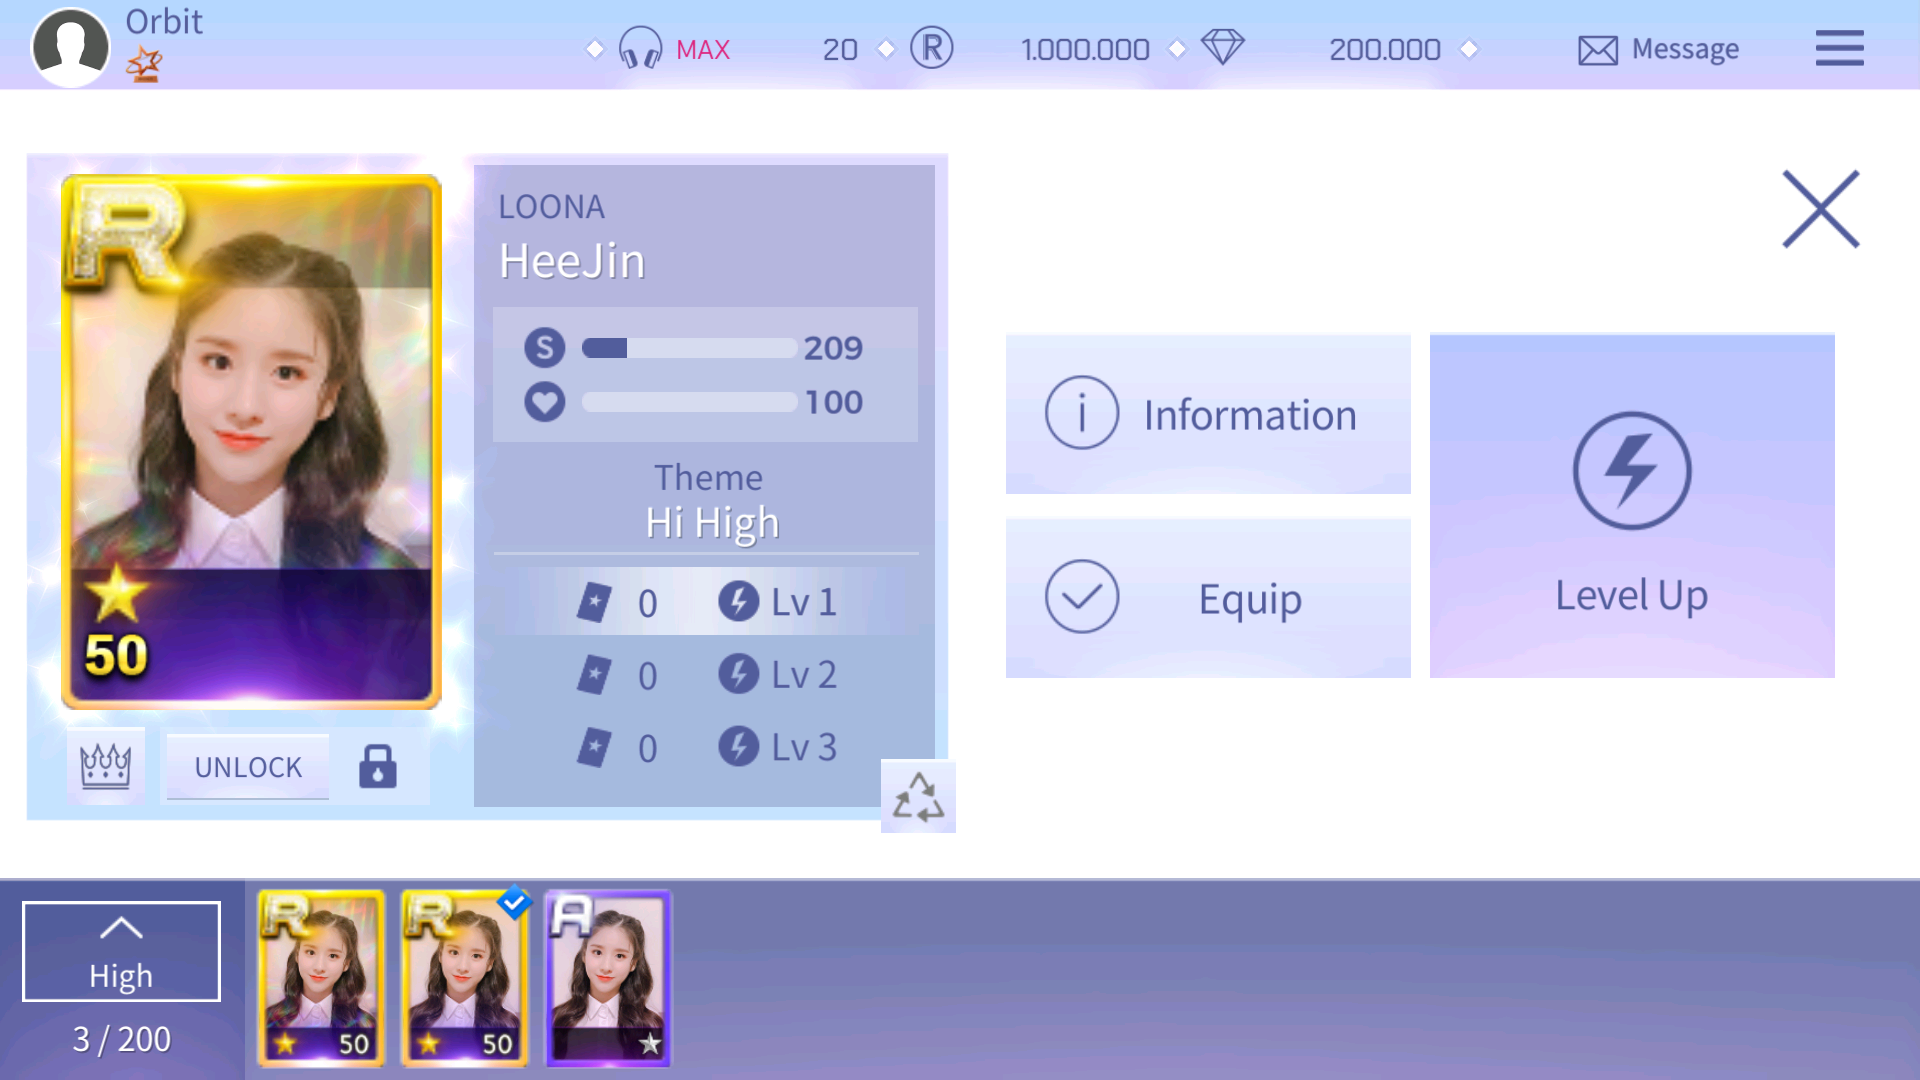 Orbit
MAX
20
R
1.000.000
200.000
Message
R
50
LOONA
HeeJin
S 209
100
Theme
Hi High
0 Lv 1
0 Lv 2
0 Lv 3
UNLOCK
i Information
Equip
Level Up
High
3 / 200
R
50
R
50
A